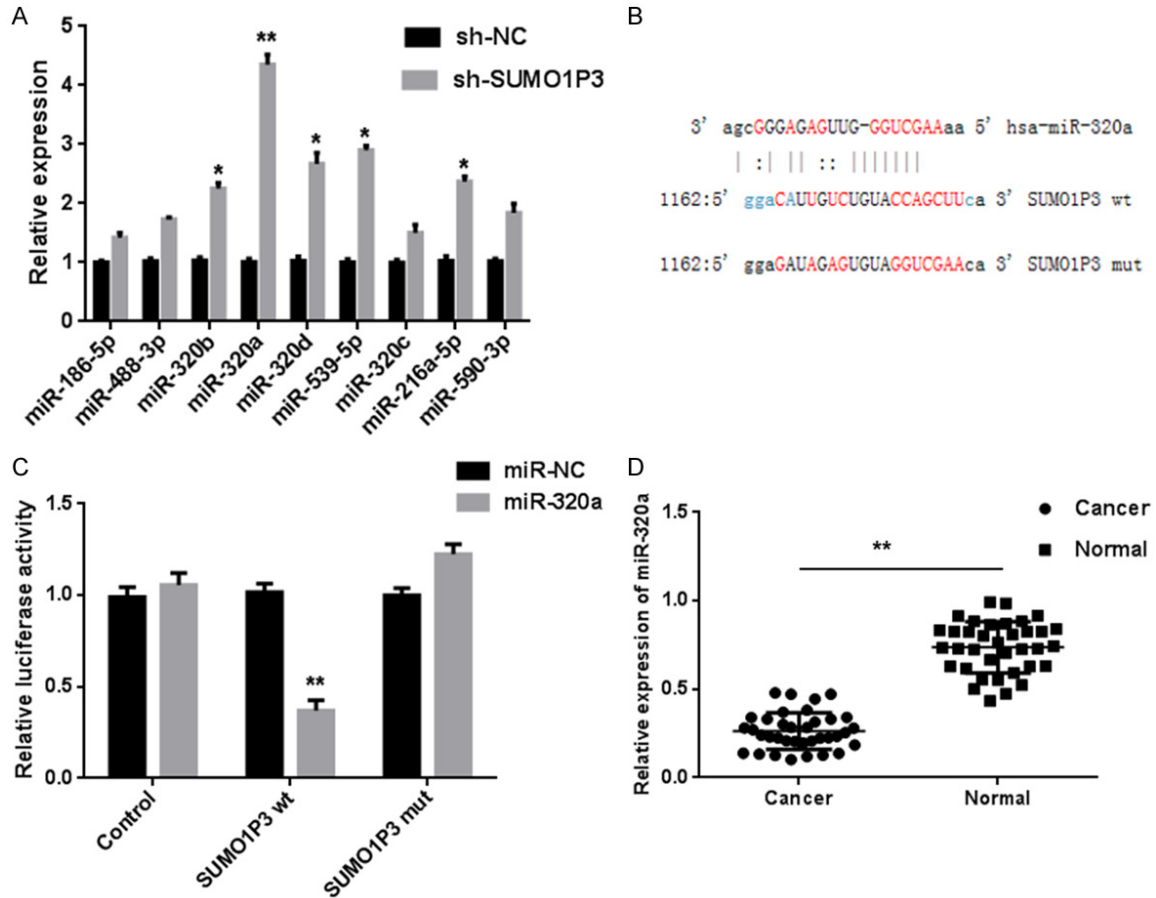 A
Relative expression
5
4
3
2
1
0
** 
* * * *
sh-NC
sh-SUMO1P3
miR-186-5p
miR-488-3p
miR-320b
miR-320a
miR-320d
miR-539-5p
miR-320c
miR-216a-5p
miR-590-3p
B
3' agcGGGAGAGUUG-GGUCGAAaa 5' hsa-miR-320a
| :| || :: |||||||
1162:5' ggaCAUUGUCUGUACCAGCUUca 3' SUMO1P3 wt
1162:5' ggaGAUAGAGUGUAGGUCGAAca 3' SUMO1P3 mut
C
Relative luciferase activity
1.5
1.0
0.5
0.0
miR-NC
miR-320a
**
Control
SUMO1P3 wt
SUMO1P3 mut
D
Relative expression of miR-320a
1.5
1.0
0.5
0.0
**
Cancer
Normal
Cancer
Normal